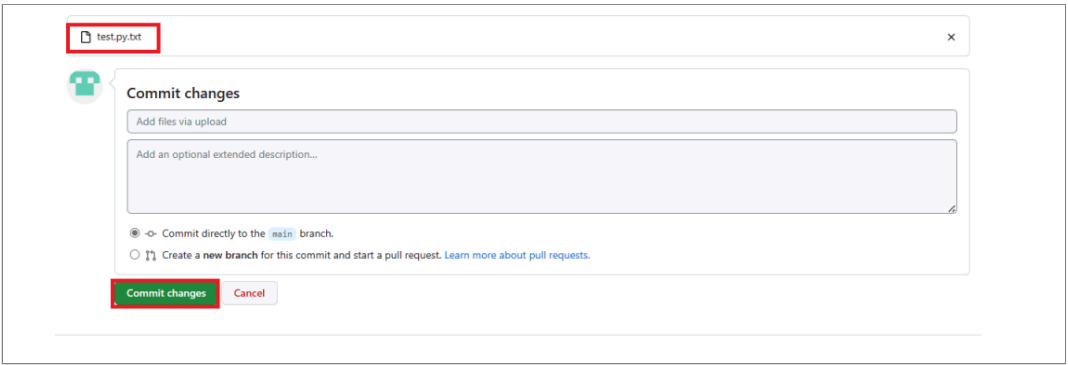 test.py.txt
Commit changes
Add files via upload
Add an optional extended description...
Commit directly to the main branch.
Create a new branch for this commit and start a pull request. Learn more about pull requests.
Commit changes Cancel